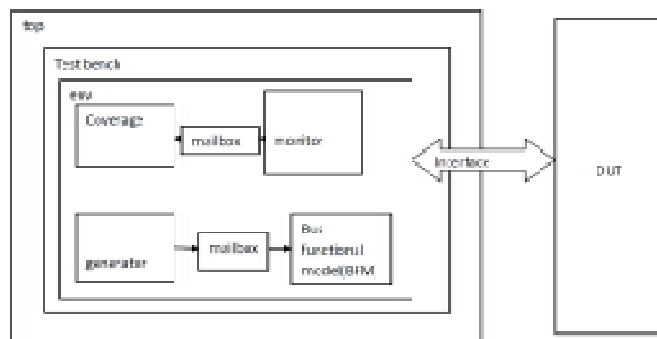 top
Test bench
env
Coverage
mailbox
monitor
Interface
DUT
generator
mailbox
Bus
functional
model(BFM